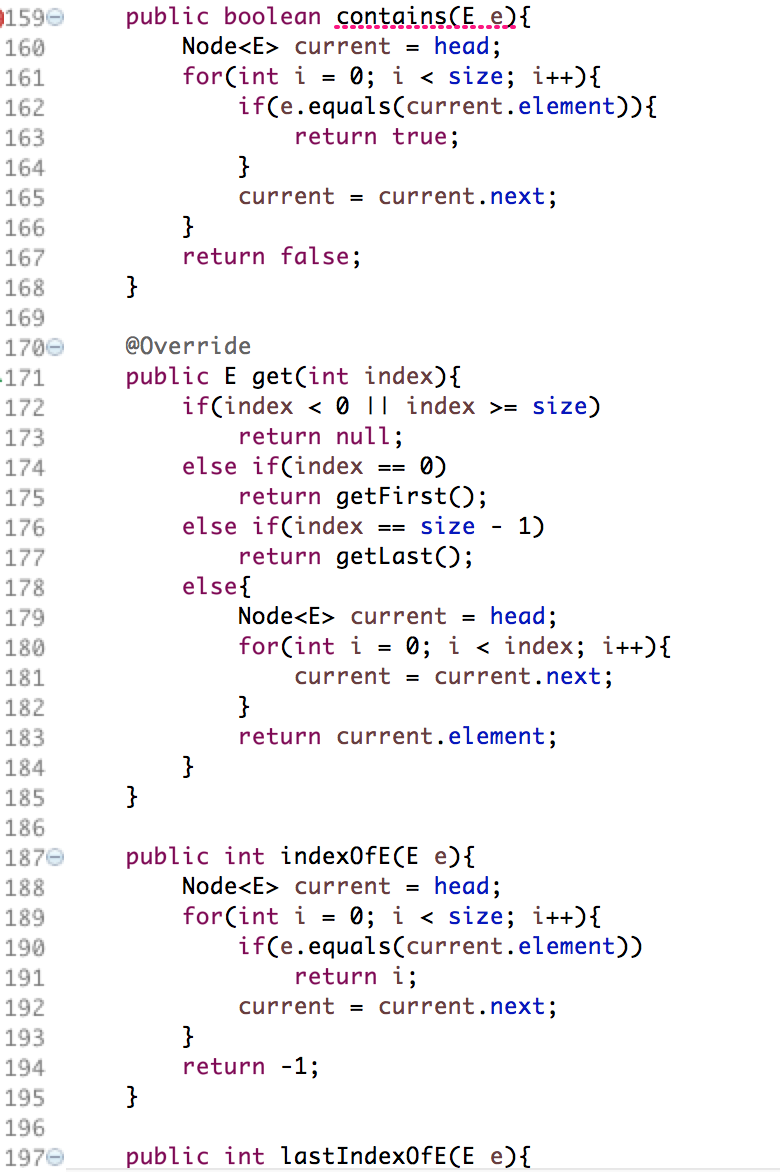 159 public boolean contains(E e){
160 Node<E> current = head;
161 for(int i = 0; i < size; i++){
162 if(e.equals(current.element)){
163 return true;
164 }
165 current = current.next;
166 }
167 return false;
168 }
169
170 @Override
171 public E get(int index){
172 if(index < 0 || index >= size)
173 return null;
174 else if(index == 0)
175 return getFirst();
176 else if(index == size - 1)
177 return getLast();
178 else{
179 Node<E> current = head;
180 for(int i = 0; i < index; i++){
181 current = current.next;
182 }
183 return current.element;
184 }
185 }
186
187 public int indexOfE(E e){
188 Node<E> current = head;
189 for(int i = 0; i < size; i++){
190 if(e.equals(current.element))
191 return i;
192 current = current.next;
193 }
194 return -1;
195 }
196
197 public int lastIndexOfE(E e){